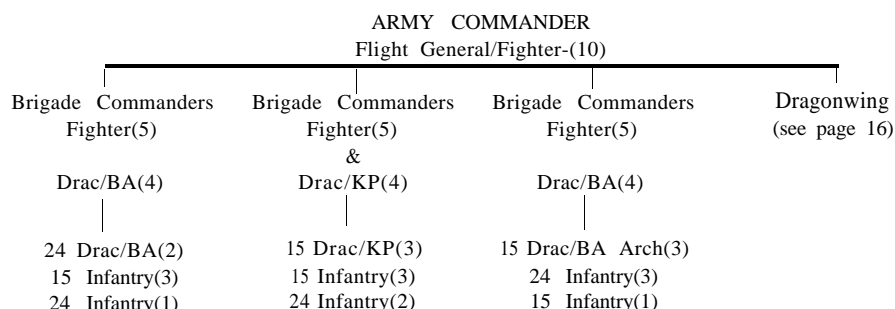 ARMY COMMANDER
Flight General/Fighter-(10)
Brigade Commanders
Fighter(5)
Drac/BA(4)
24 Drac/BA(2)
15 Infantry(3)
24 Infantry(1)
Brigade Commanders
Fighter(5)
&
Drac/KP(4)
15 Drac/KP(3)
15 Infantry(3)
24 Infantry(2)
Brigade Commanders
Fighter(5)
Drac/BA(4)
15 Drac/BA Arch(3)
24 Infantry(3)
15 Infantry(1)
Dragonwing
(see page 16)